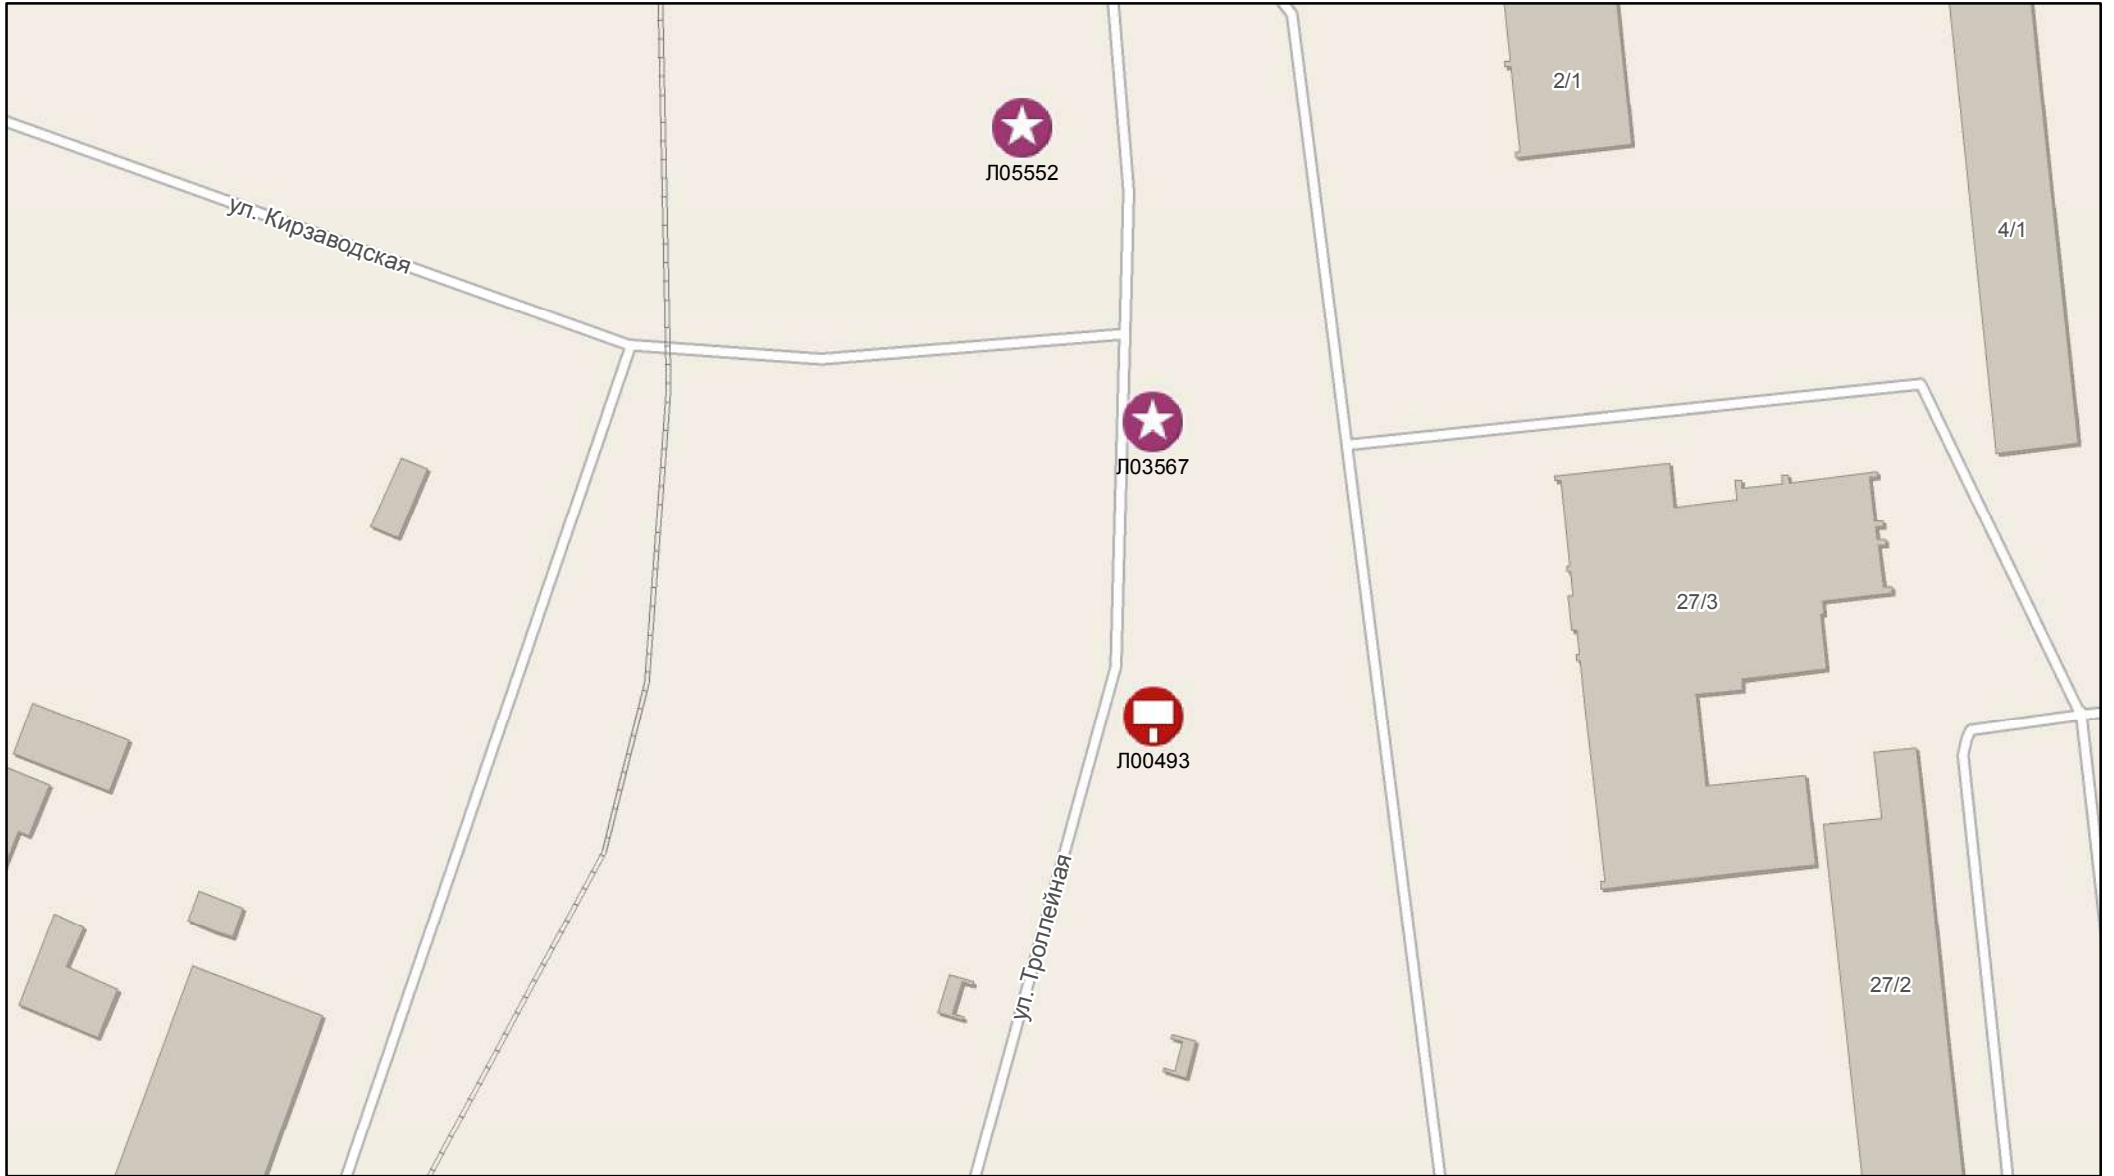 2/1
Л05552
ул. Кирзаводская
4/1
Л03567
27/3
Л00493
ул. Троллейная
27/2